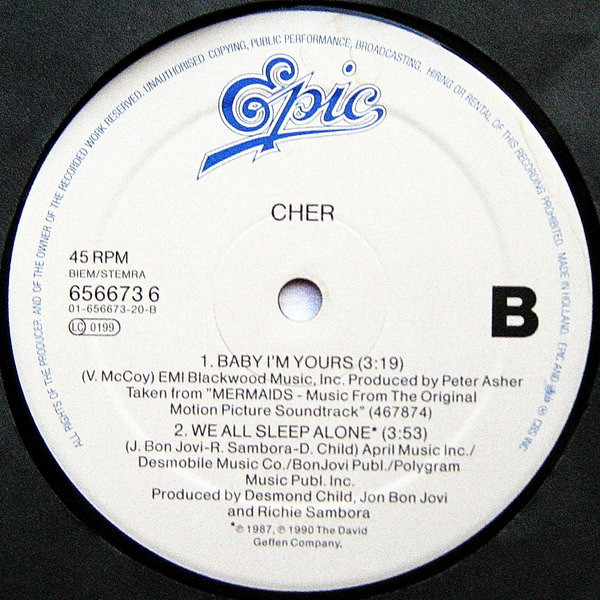 ALL RIGHTS OF THE PRODUCER AND OF THE OWNER OF THE RECORDED WORK RESERVED. UNAUTHORISED COPYING, PUBLIC PERFORMANCE, BROADCASTING, HIRING OR RENTAL OF THIS RECORDING PROHIBITED. MADE IN HOLLAND. EPIC AND ℗ CBS INC.
Epic
CHER
45 RPM
BIEM/STEMRA
656673 6
01-656673-20-B
LC 0199
B
1. BABY I'M YOURS (3:19)
(V. McCoy) EMI Blackwood Music, Inc. Produced by Peter Asher
Taken from "MERMAIDS - Music From The Original
Motion Picture Soundtrack" (467874)
2. WE ALL SLEEP ALONE* (3:53)
(J. Bon Jovi-R. Sambora-D. Child) April Music Inc./
Desmobile Music Co./BonJovi Publ./Polygram
Music Publ. Inc.
Produced by Desmond Child, Jon Bon Jovi
and Richie Sambora
*℗ 1987, ℗ 1990 The David
Geffen Company.